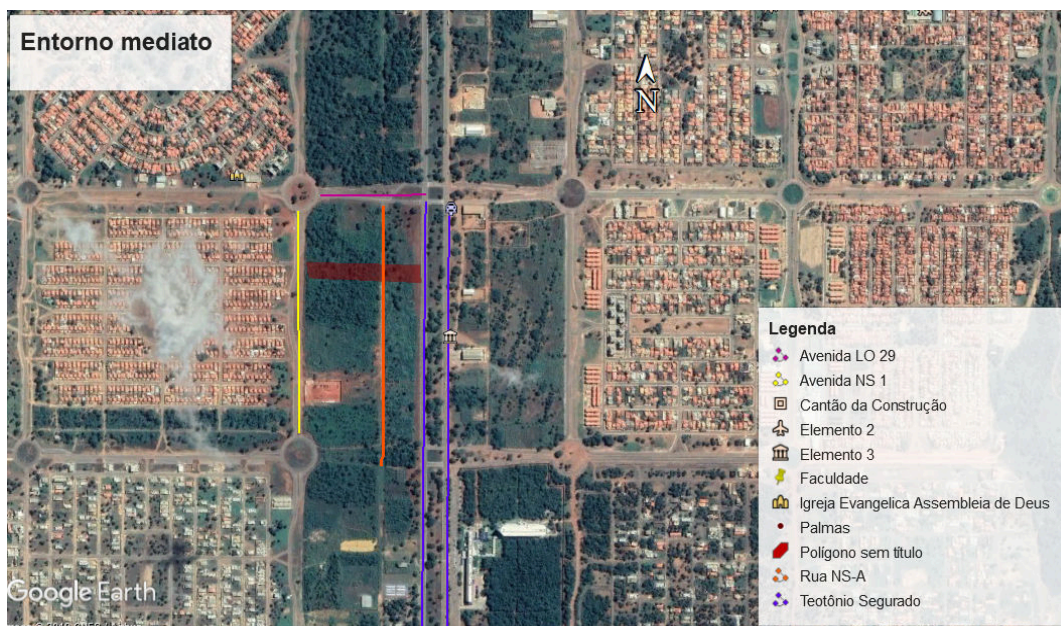 Entorno mediato
N
Legenda
Avenida LO 29
Avenida NS 1
Cantão da Construção
Elemento 2
Elemento 3
Faculdade
Igreja Evangelica Assembleia de Deus
Palmas
Polígono sem título
Rua NS-A
Teotônio Segurado
Google Earth